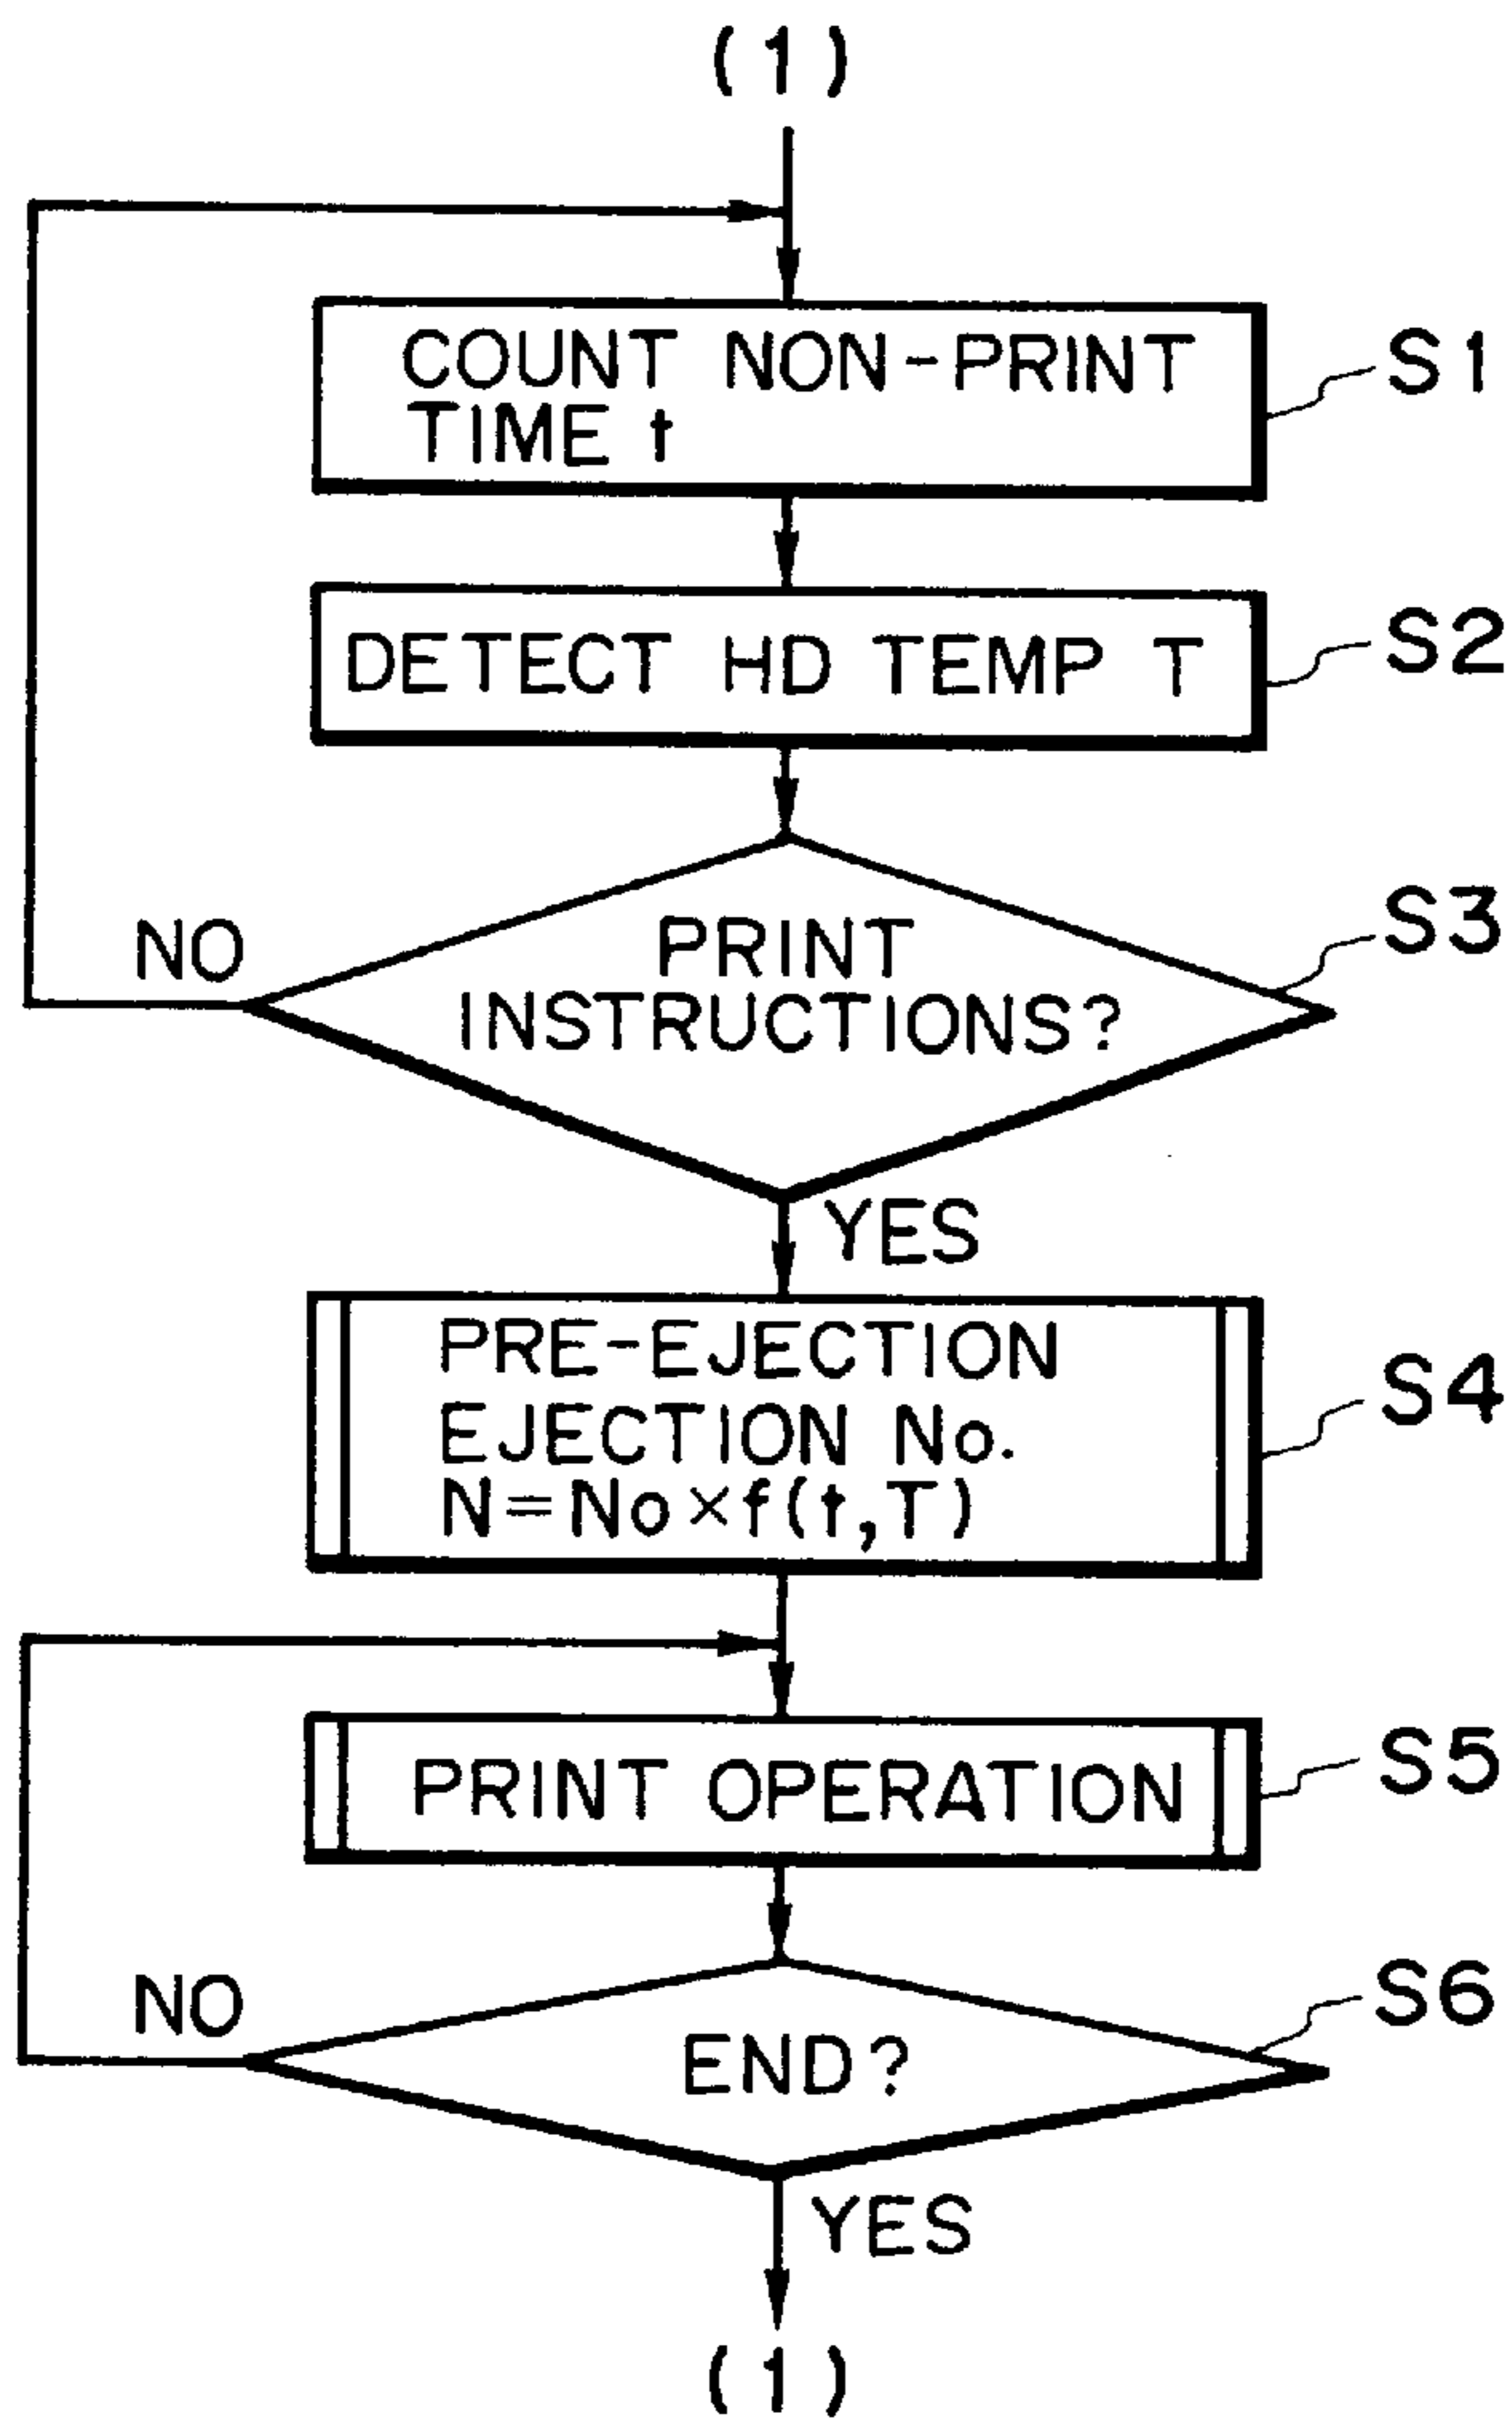 (1)
COUNT NON-PRINT
TIME t
S1
DETECT HD TEMP T
S2
PRINT
INSTRUCTIONS?
S3
NO
YES
PRE-EJECTION
EJECTION No.
N=No×f(t,T)
S4
PRINT OPERATION
S5
END?
S6
NO
YES
(1)